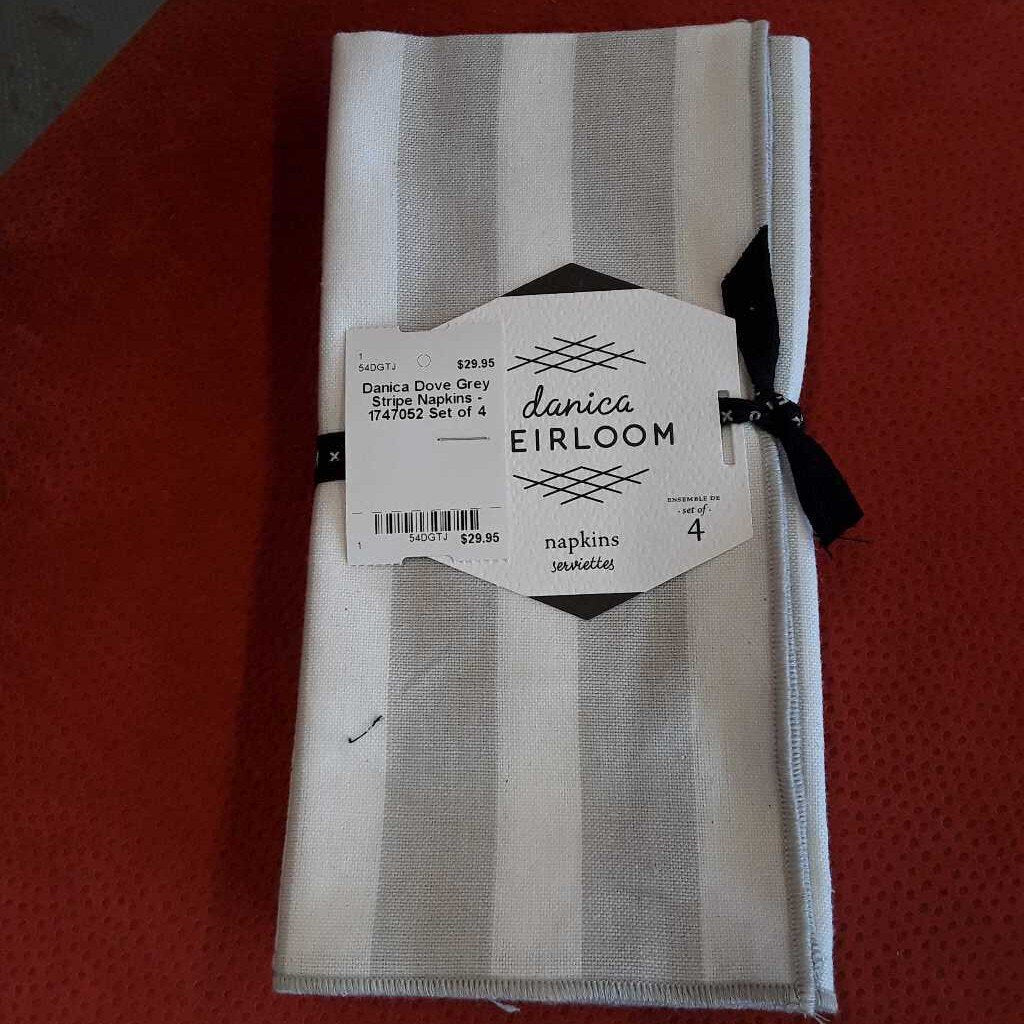 1
54DGTJ $29.95
Danica Dove Grey
Stripe Napkins -
1747052 Set of 4
54DGTJ $29.95
1
danica
EIRLOOM
ENSEMBLE DE
- set of -
4
napkins
serviettes